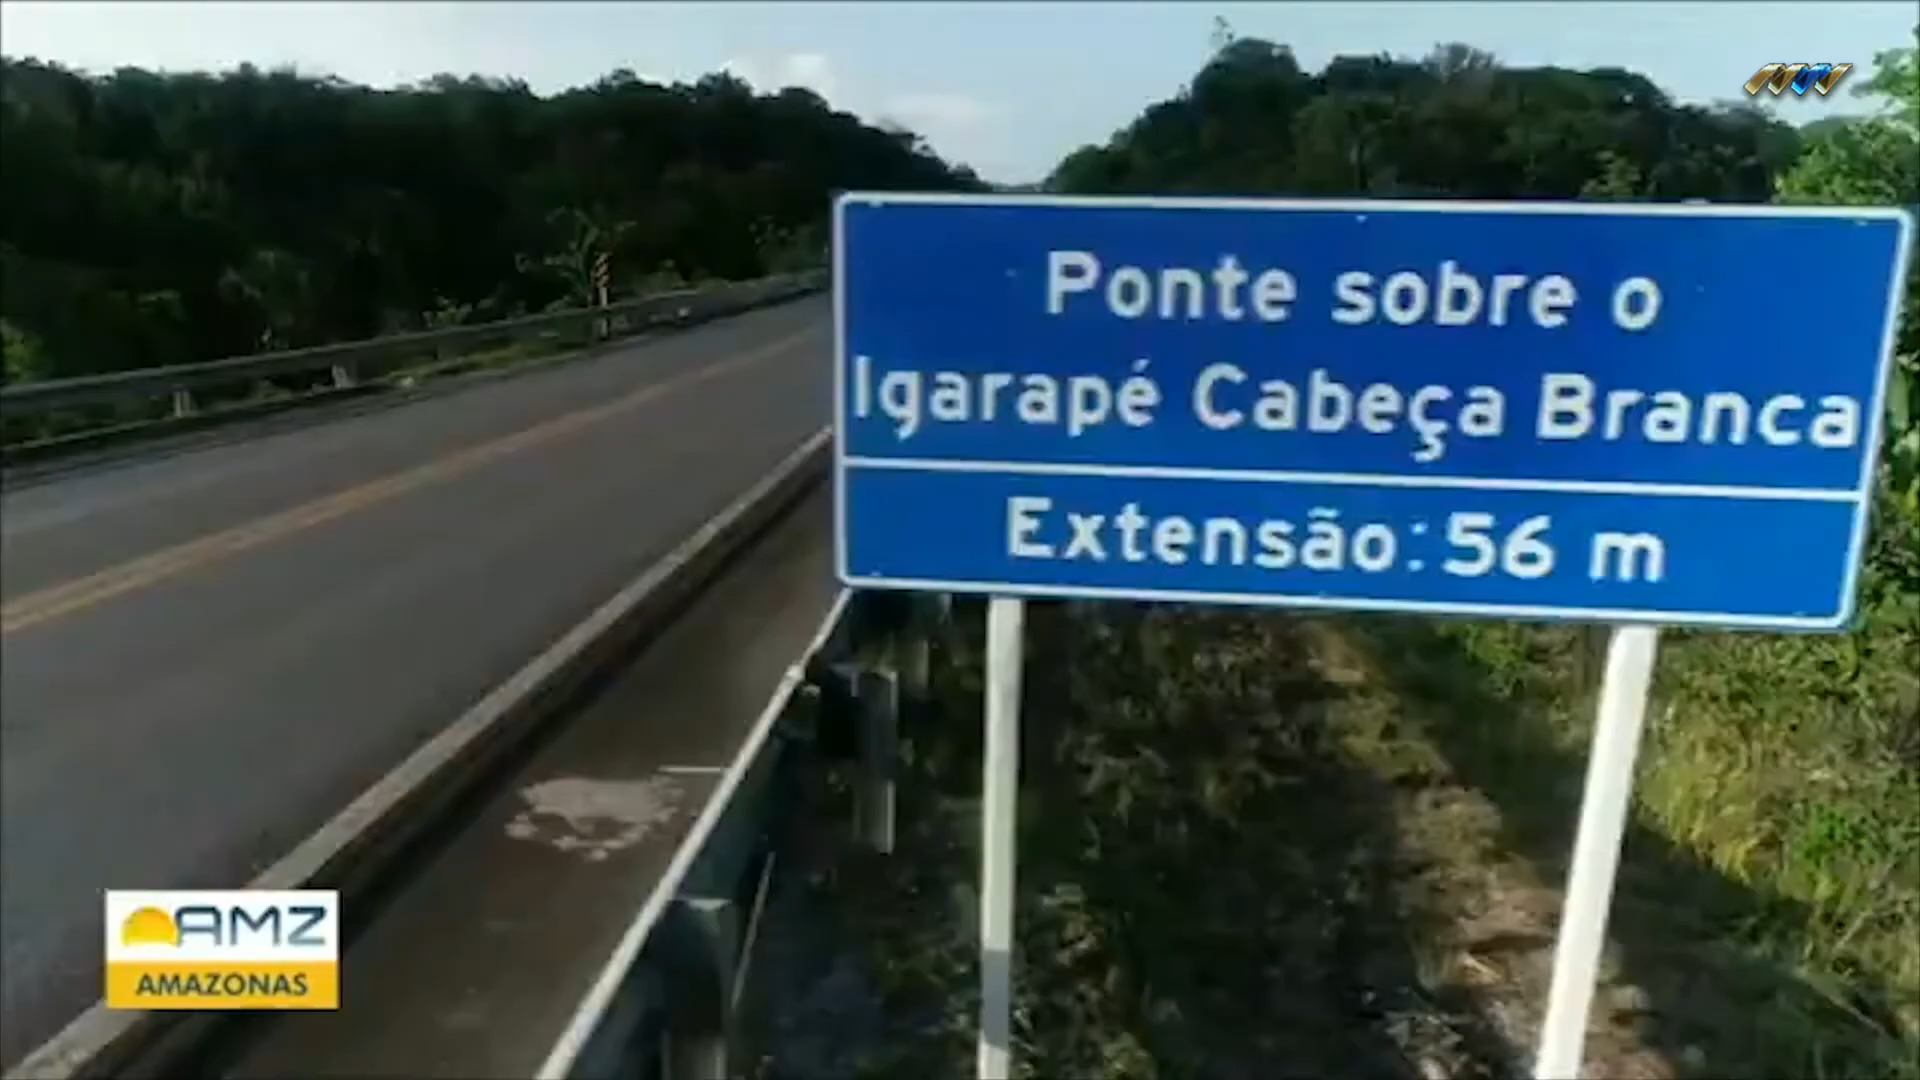 Ponte sobre o
Igarapé Cabeça Branca
Extensão: 56 m
AMZ
AMAZONAS